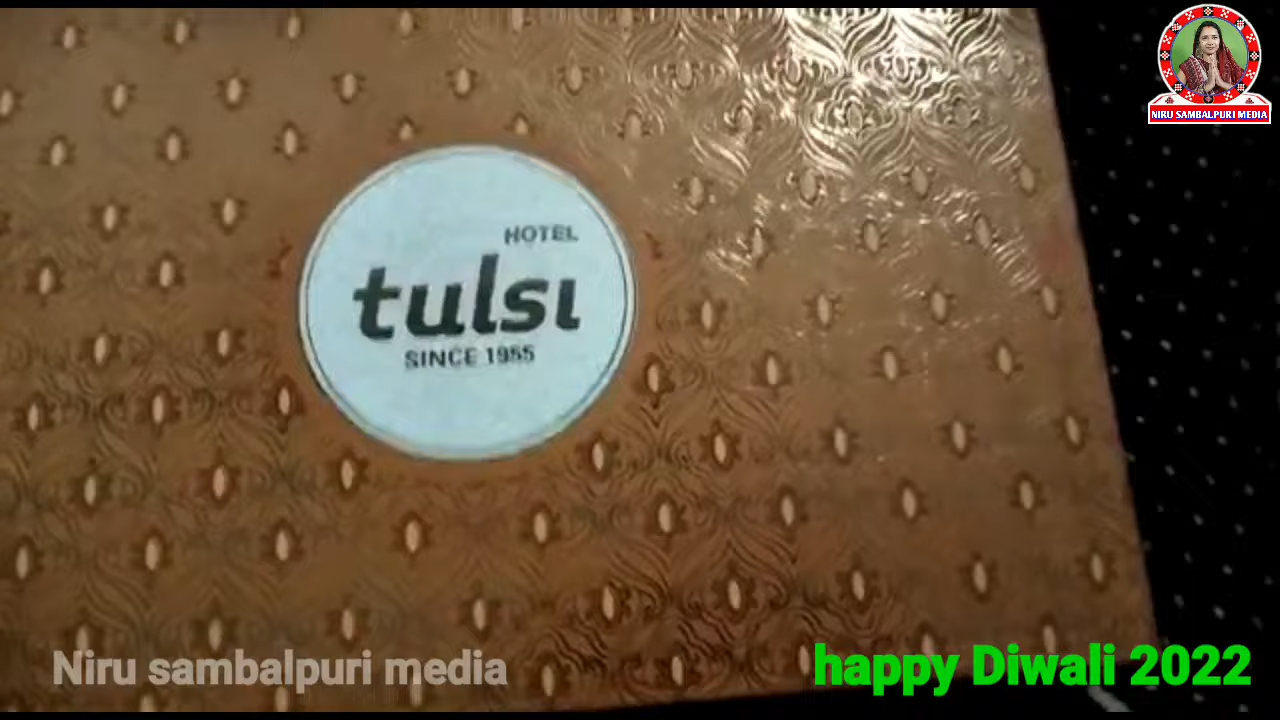 NIRU SAMBALPURI MEDIA
HOTEL
tulsi
SINCE 1955
Niru sambalpuri media
happy Diwali 2022